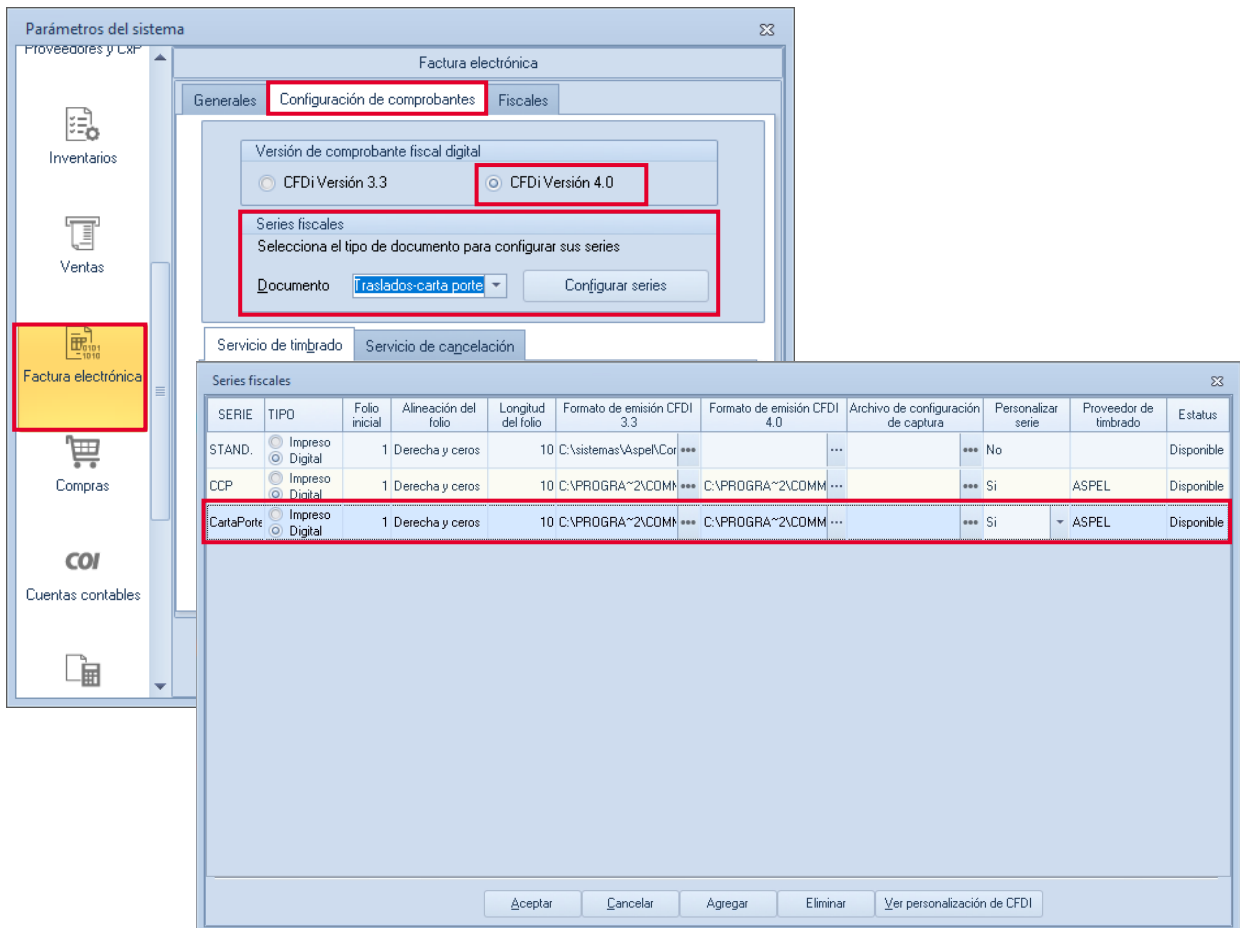 Parámetros del sistema
Proveedores y CxP
Inventarios
Ventas
Factura electrónica
Compras
COI
Cuentas contables
Factura electrónica
Generales Configuración de comprobantes Fiscales
Versión de comprobante fiscal digital
CFDi Versión 3.3 CFDi Versión 4.0
Series fiscales
Selecciona el tipo de documento para configurar sus series
Documento Traslados-carta porte Configurar series
Servicio de timbrado Servicio de cancelación
Series fiscales
SERIE TIPO Folio inicial Alineación del folio Longitud del folio Formato de emisión CFDI 3.3 Formato de emisión CFDI 4.0 Archivo de configuración de captura Personalizar serie Proveedor de timbrado Estatus
STAND. Impreso Digital 1 Derecha y ceros 10 C:\sistemas\Aspel\Cor ... ... ... No Disponible
CCP Impreso Digital 1 Derecha y ceros 10 C:\PROGRA~2\COMM ... C:\PROGRA~2\COMM ... ... Si ASPEL Disponible
CartaPorte Impreso Digital 1 Derecha y ceros 10 C:\PROGRA~2\COMM ... C:\PROGRA~2\COMM ... ... Si ASPEL Disponible
Aceptar Cancelar Agregar Eliminar Ver personalización de CFDI